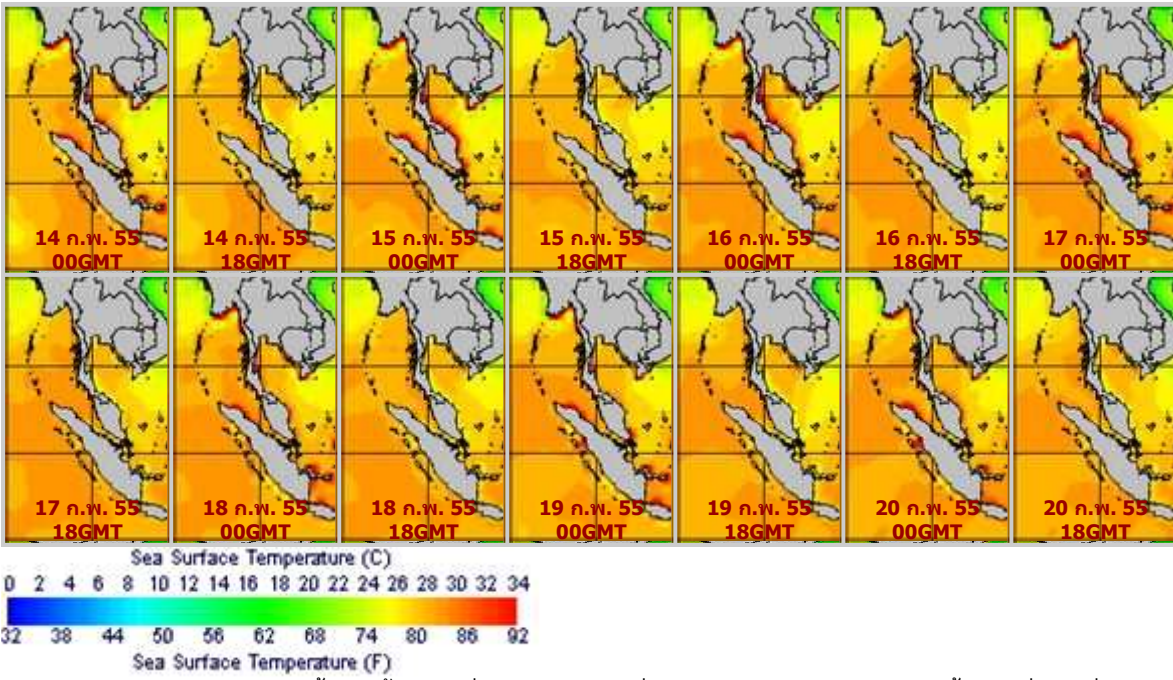 14 ก.พ. 55
00GMT
14 ก.พ. 55
18GMT
15 ก.พ. 55
00GMT
15 ก.พ. 55
18GMT
16 ก.พ. 55
00GMT
16 ก.พ. 55
18GMT
17 ก.พ. 55
00GMT
17 ก.พ. 55
18GMT
18 ก.พ. 55
00GMT
18 ก.พ. 55
18GMT
19 ก.พ. 55
00GMT
19 ก.พ. 55
18GMT
20 ก.พ. 55
00GMT
20 ก.พ. 55
18GMT
Sea Surface Temperature (C)
0 2 4 6 8 10 12 14 16 18 20 22 24 26 28 30 32 34
32 38 44 50 56 62 68 74 80 86 92
Sea Surface Temperature (F)